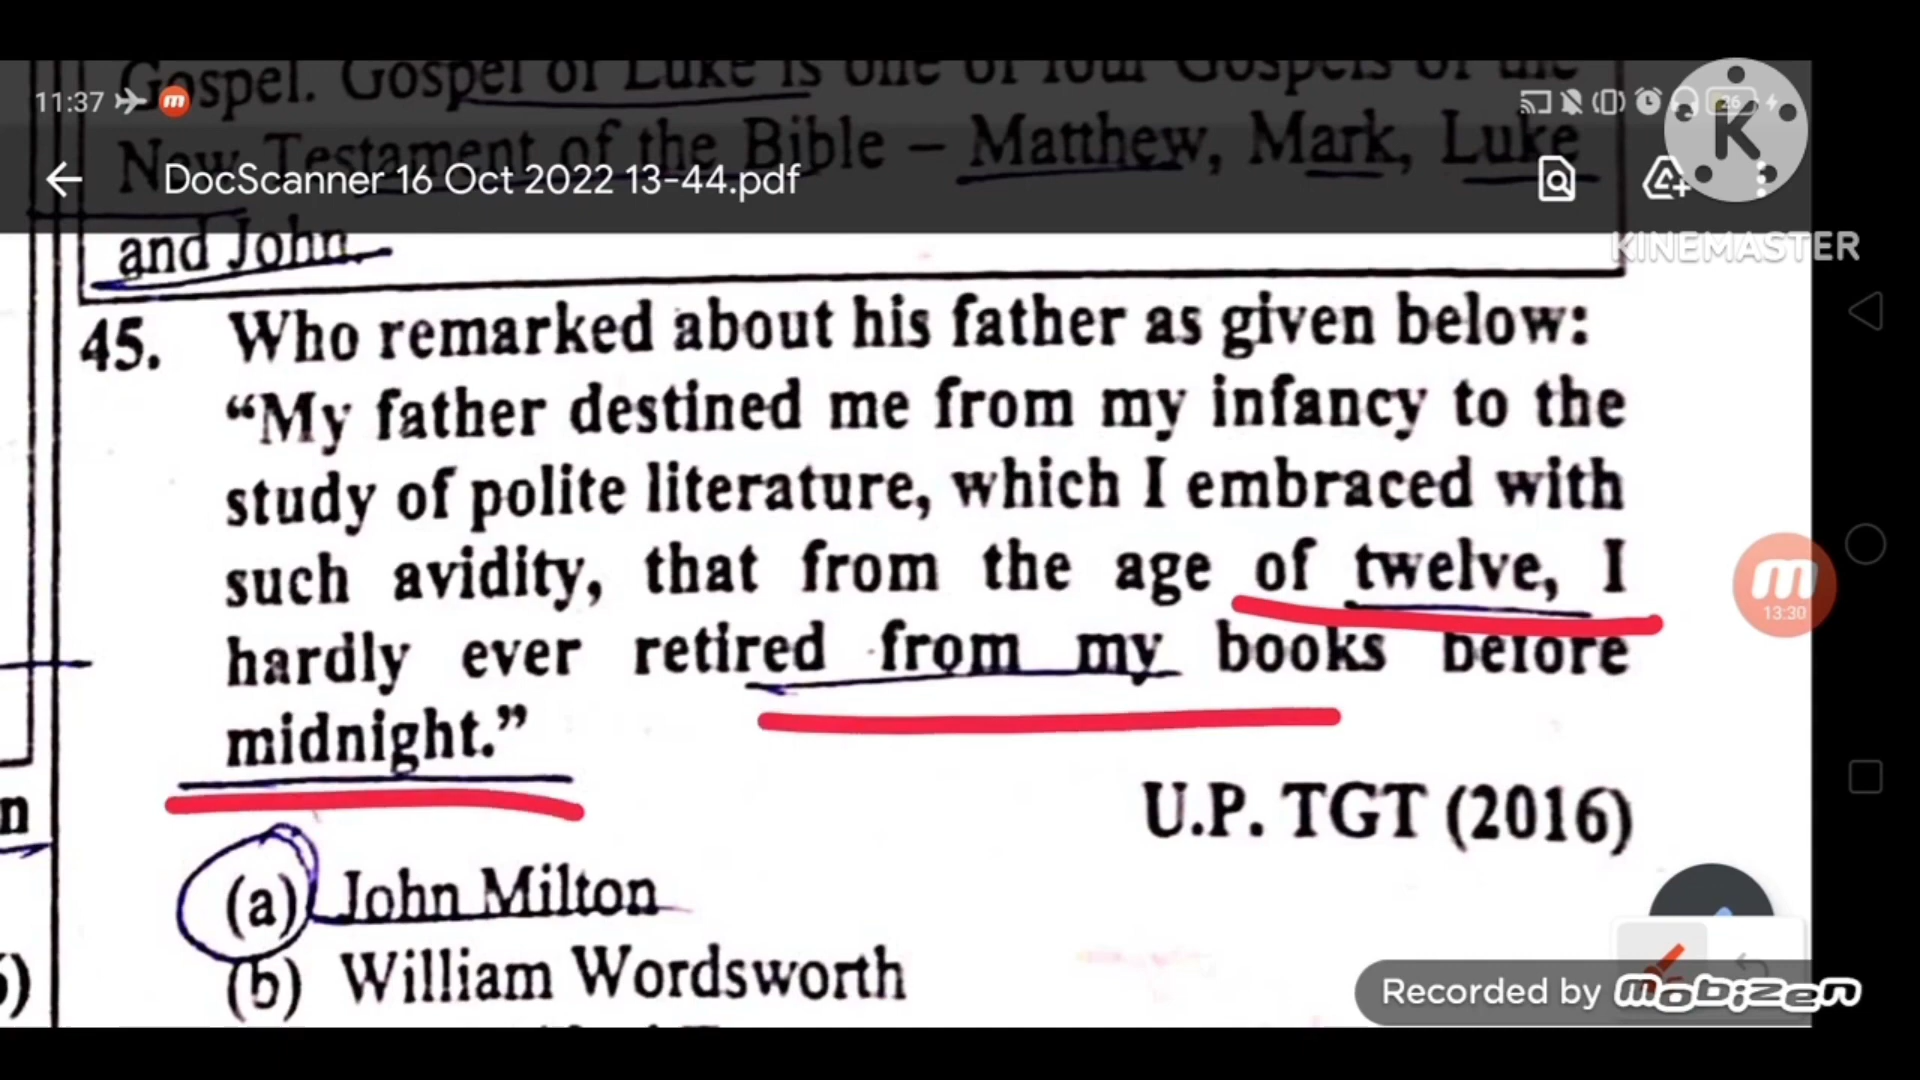 Gospel. Gospel of Luke is one of four Gospels of the
11:37
26
New Testament of the Bible – Matthew, Mark, Luke
DocScanner 16 Oct 2022 13-44.pdf
K
KINEMASTER
and John.
45. Who remarked about his father as given below:
“My father destined me from my infancy to the
study of polite literature, which I embraced with
such avidity, that from the age of twelve, I
13:30
hardly ever retired from my books before
midnight.”
U.P. TGT (2016)
n
(a) John Milton
(b) William Wordsworth
Recorded by mobizen